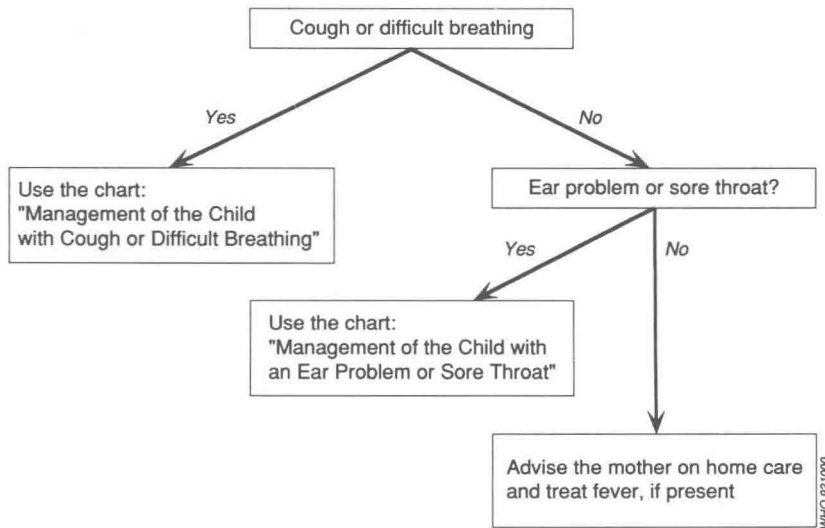 Cough or difficult breathing
Yes
No
Use the chart:
"Management of the Child
with Cough or Difficult Breathing"
Ear problem or sore throat?
Yes
No
Use the chart:
"Management of the Child with
an Ear Problem or Sore Throat"
Advise the mother on home care
and treat fever, if present